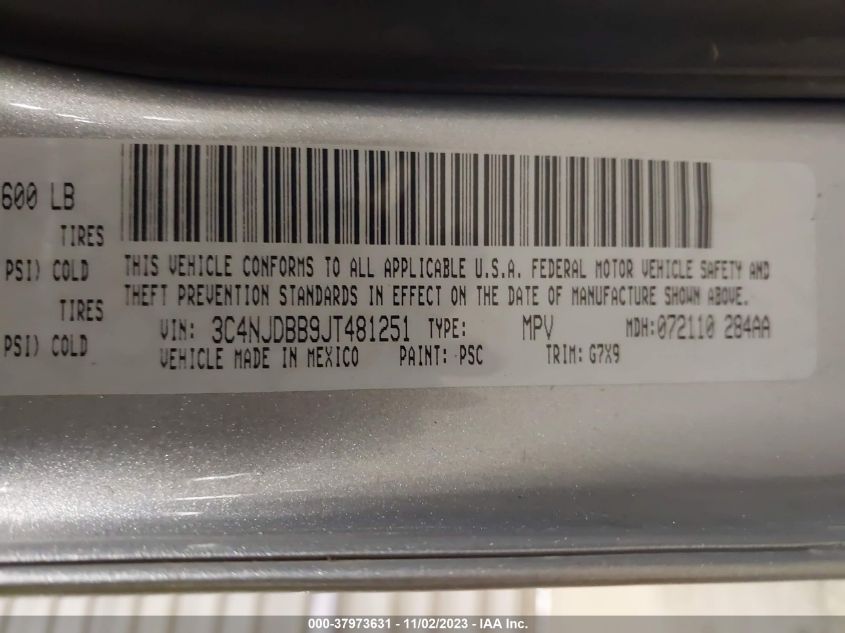 600 LB
TIRES
PSI) COLD
TIRES
PSI) COLD
THIS VEHICLE CONFORMS TO ALL APPLICABLE U.S.A. FEDERAL MOTOR VEHICLE SAFETY AND
THEFT PREVENTION STANDARDS IN EFFECT ON THE DATE OF MANUFACTURE SHOWN ABOVE.
VIN: 3C4NJDBB9JT481251 TYPE: MPV MDH:072110 284AA
VEHICLE MADE IN MEXICO PAINT: PSC TRIM: G7X9
000-37973631 - 11/02/2023 - IAA Inc.